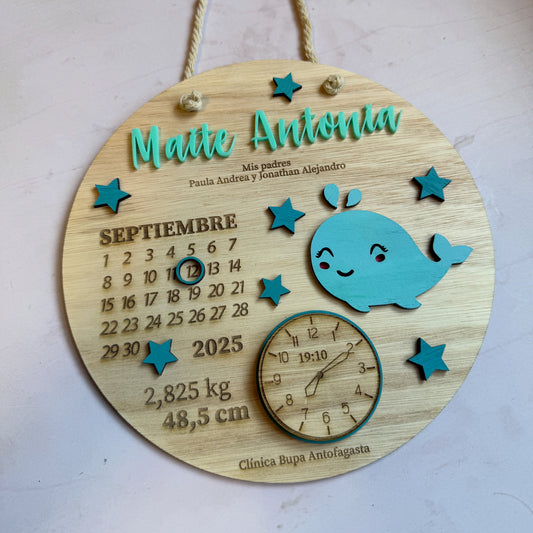 Maite Antonia
Mis padres
Paula Andrea y Jonathan Alejandro
SEPTIEMBRE
1 2 3 4 5 6 7
8 9 10 11 12 13 14
15 16 17 18 19 20 21
22 23 24 25 26 27 28
29 30
2025
2,825 kg
48,5 cm
12
11 1
10 2
19:10
9 3
8 4
7 5
6
Clínica Bupa Antofagasta